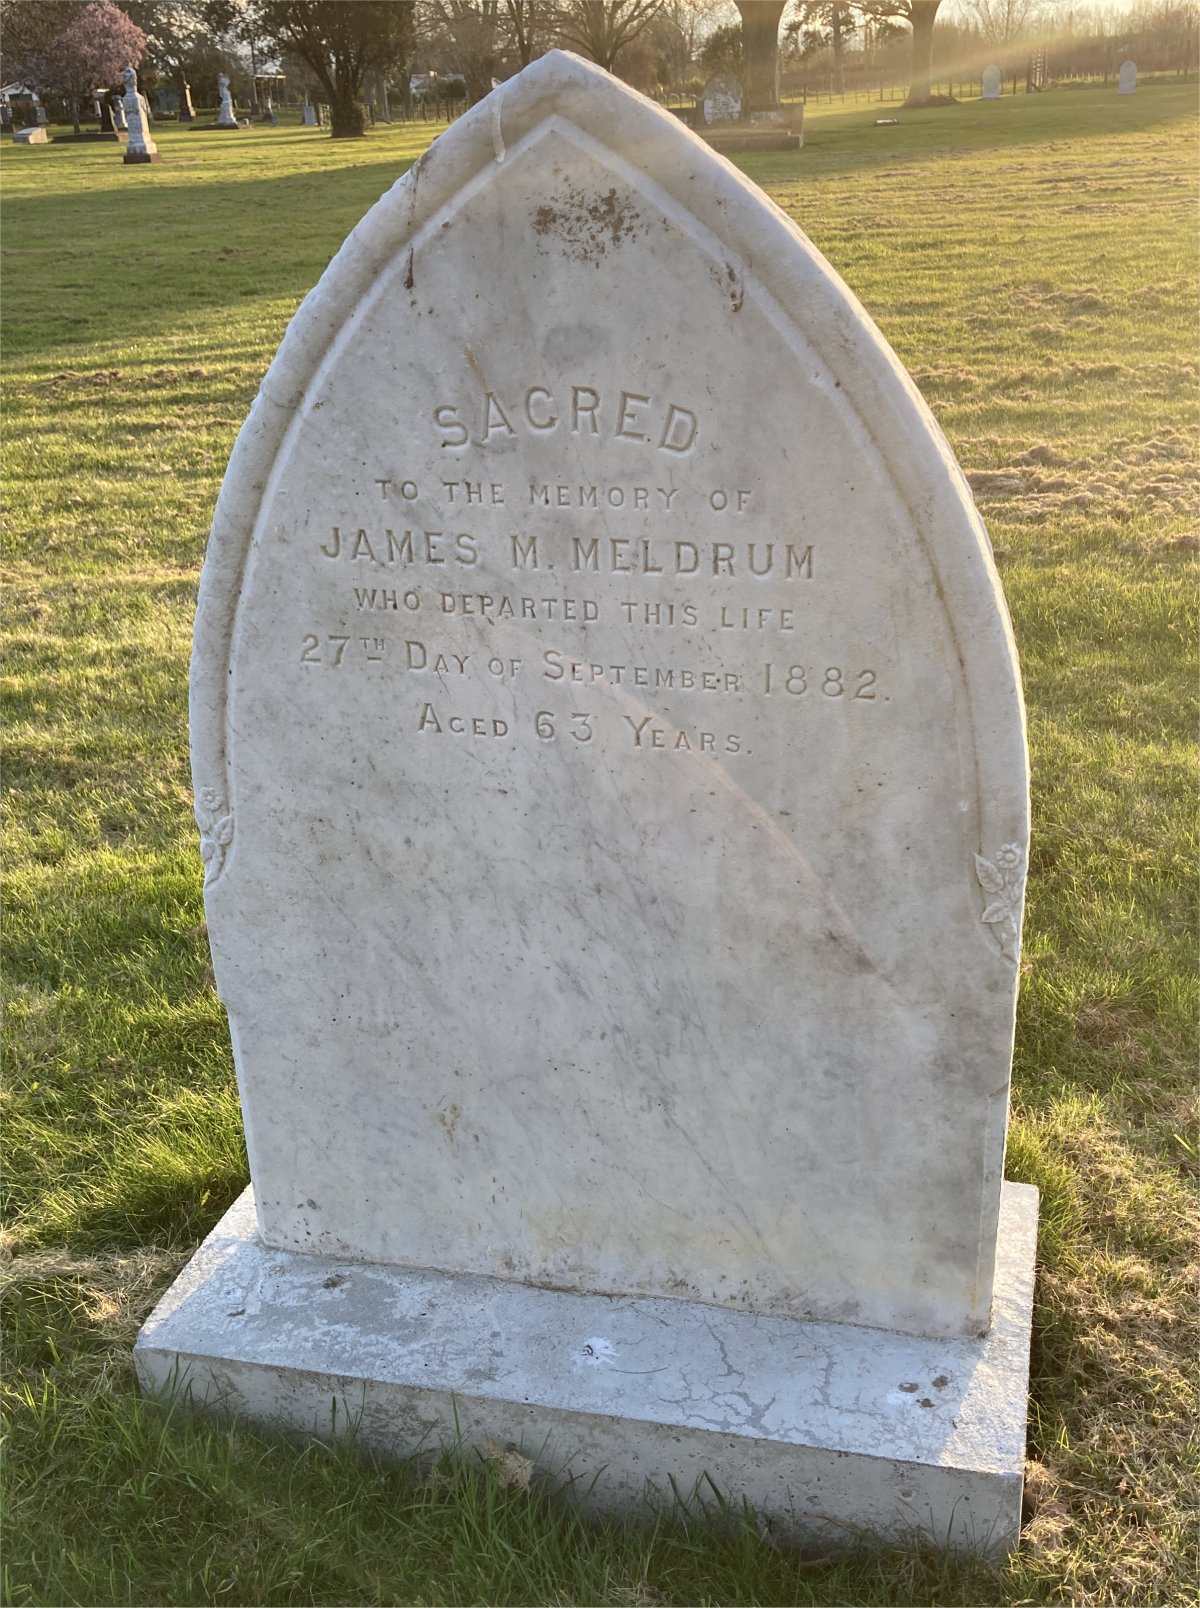 SACRED
TO THE MEMORY OF
JAMES M. MELDRUM
WHO DEPARTED THIS LIFE
27TH DAY OF SEPTEMBER 1882.
AGED 63 YEARS.